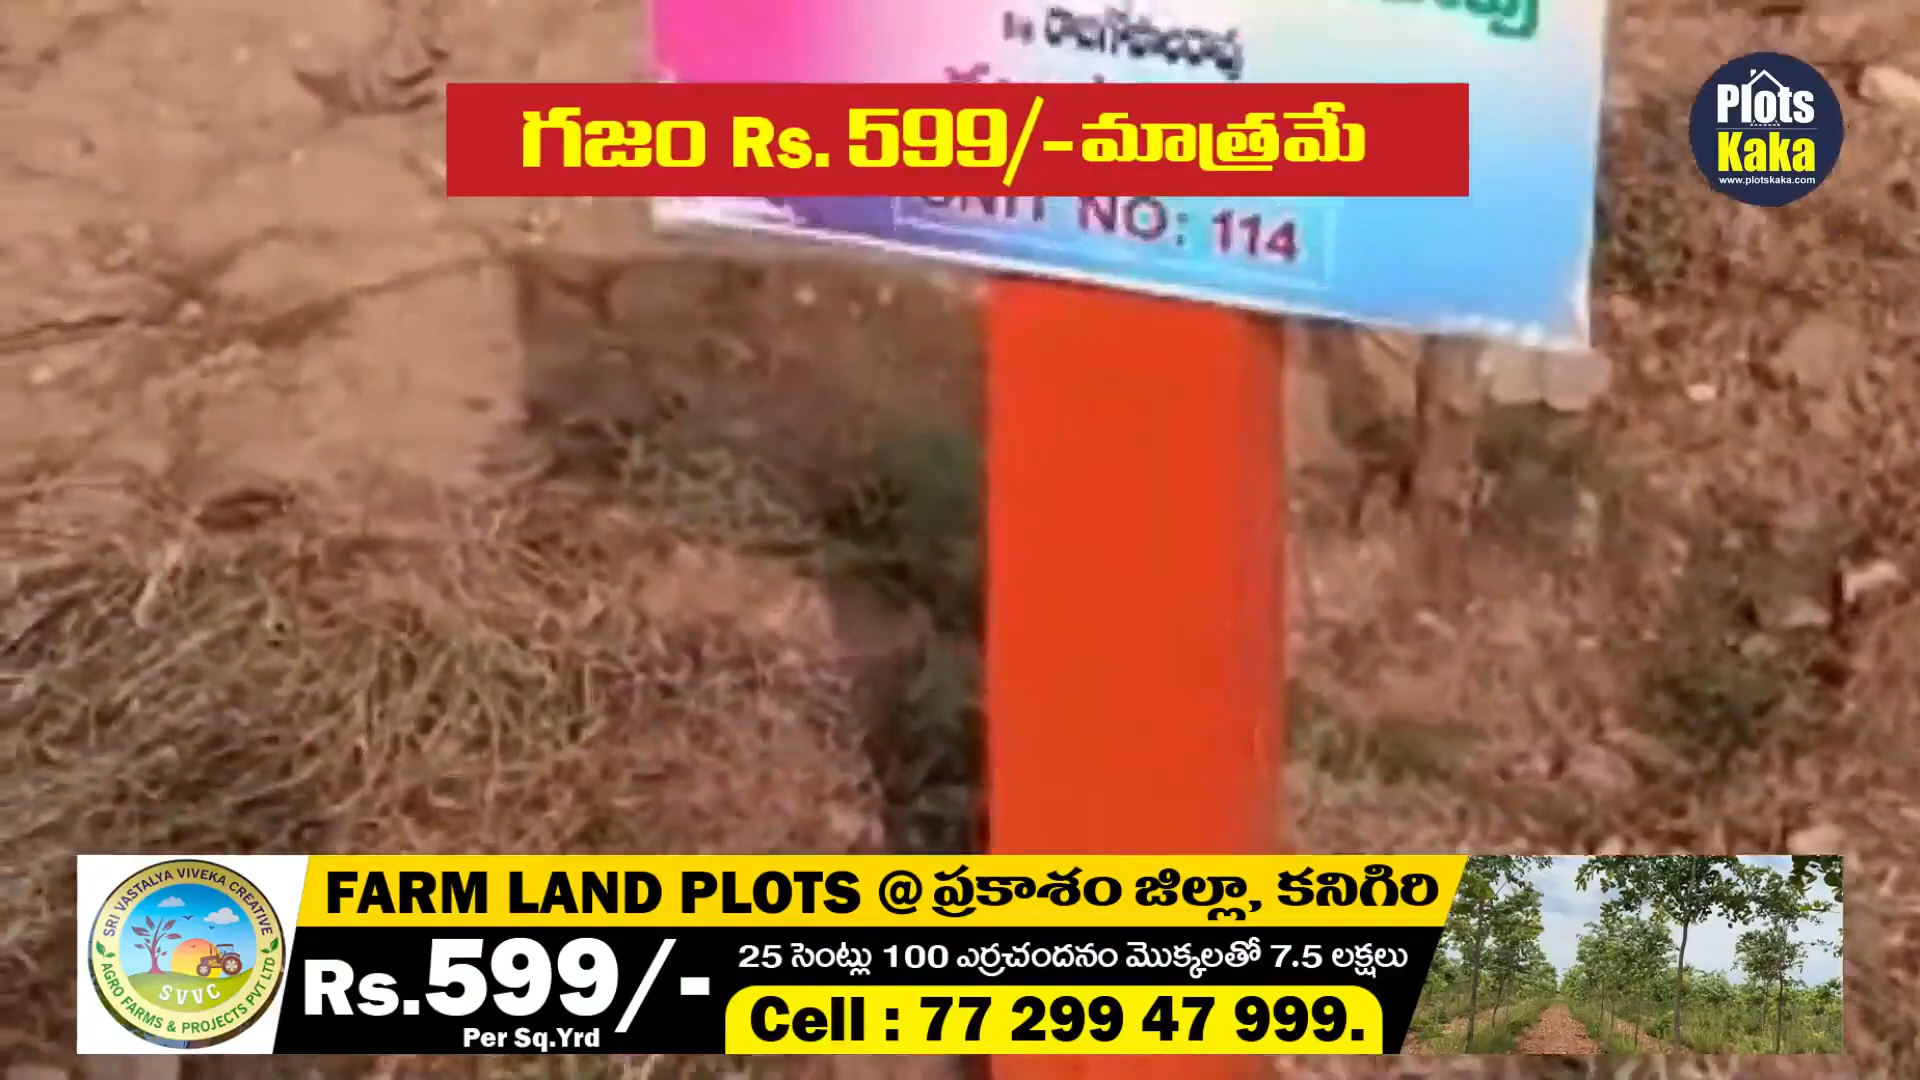 గజం Rs. 599/- మాత్రమే
Plots
Kaka
www.plotskaka.com
UNIT NO: 114
FARM LAND PLOTS @ ప్రకాశం జిల్లా, కనిగిరి
Rs.599/-
Per Sq.Yrd
25 సెంట్లు 100 ఎర్రచందనం మొక్కలతో 7.5 లక్షలు
Cell : 77 299 47 999.
SRI VASTALYA VIVEKA CREATIVE
AGRO FARMS & PROJECTS PVT LTD
SVVC